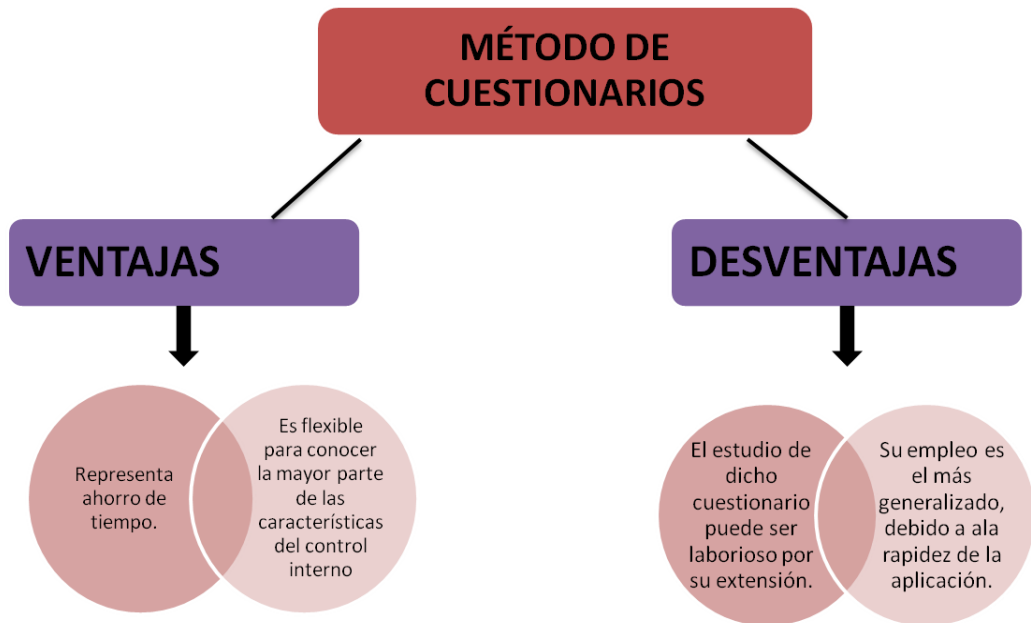 MÉTODO DE
CUESTIONARIOS
VENTAJAS
DESVENTAJAS
Representa
ahorro de
tiempo.
Es flexible
para conocer
la mayor parte
de las
características
del control
interno
El estudio de
dicho
cuestionario
puede ser
laborioso por
su extensión.
Su empleo es
el más
generalizado,
debido a ala
rapidez de la
aplicación.